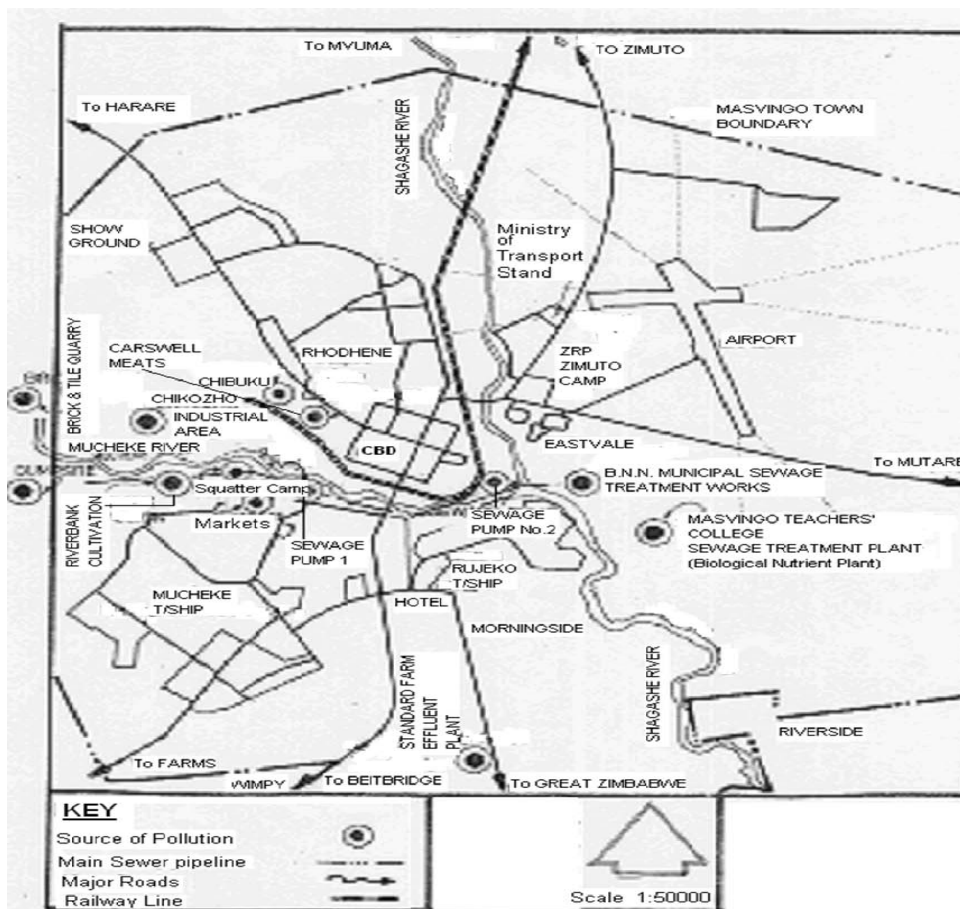 To MVUMA
TO ZIMUTO
To HARARE
MASVINGO TOWN
BOUNDARY
SHAGASHE RIVER
SHOW
GROUND
Ministry
of
Transport
Stand
BRICK & TILE QUARRY
CARSWELL
MEATS
RHODHENE
ZRP
ZIMUTO
CAMP
AIRPORT
CHIBUKU
CHIKOZHO
INDUSTRIAL
AREA
MUCHEKE RIVER
CBD
EASTVALE
To MUTARE
DUMPSITE
RIVERBANK
CULTIVATION
Squatter Camp
Markets
SEWAGE
PUMP 1
SEWAGE
PUMP No.2
B.N.N. MUNICIPAL SEWAGE
TREATMENT WORKS
MASVINGO TEACHERS'
COLLEGE
SEWAGE TREATMENT PLANT
(Biological Nutrient Plant)
RUJEKO
T/SHIP
MUCHEKE
T/SHIP
HOTEL
MORNINGSIDE
STANDARD FARM
EFFLUENT
PLANT
SHAGASHE RIVER
RIVERSIDE
To FARMS
WIMPY
To BEITBRIDGE
To GREAT ZIMBABWE
KEY
Source of Pollution
Main Sewer pipeline
Major Roads
Railway Line
Scale 1:50000